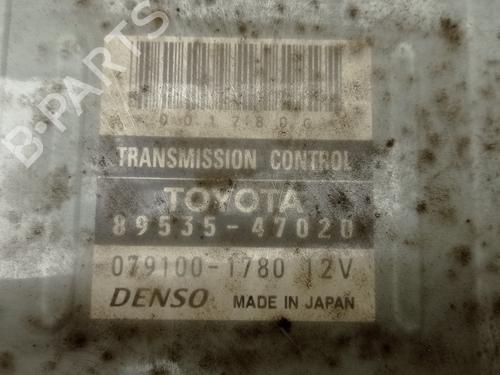 0017800
TRANSMISSION CONTROL
TOYOTA
89535-47020
079100-1780 12V
DENSO MADE IN JAPAN
B-PARTS